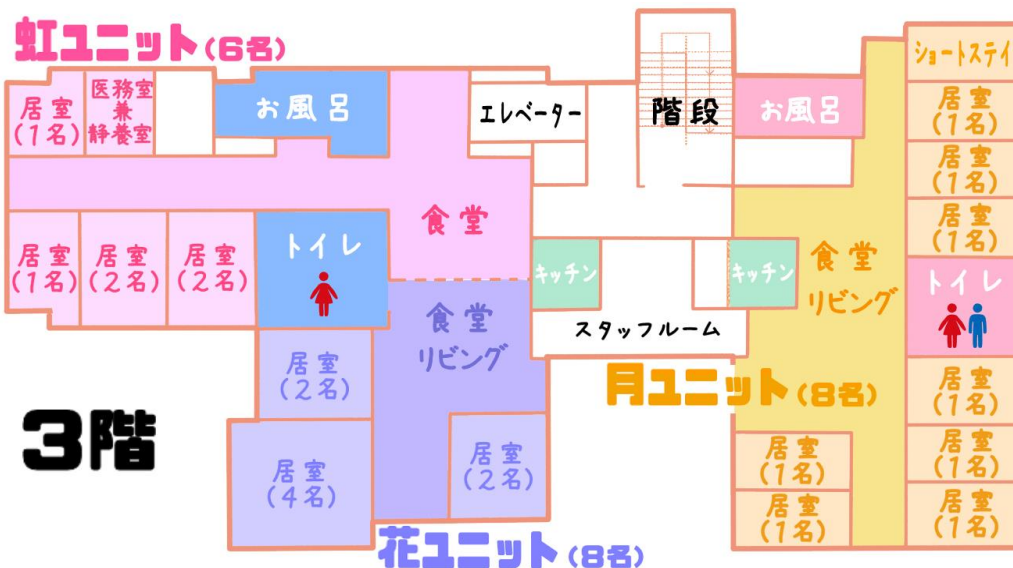 虹ユニット(6名)
居室
(1名)
医務室
兼
静養室
お風呂
エレベーター
階段
お風呂
ショートステイ
居室
(1名)
居室
(1名)
居室
(1名)
食堂
居室
(1名)
居室
(2名)
居室
(2名)
トイレ
キッチン
キッチン
食堂
リビング
トイレ
食堂
リビング
スタッフルーム
居室
(2名)
月ユニット(8名)
居室
(1名)
3階
居室
(4名)
居室
(2名)
居室
(1名)
居室
(1名)
居室
(1名)
居室
(1名)
花ユニット(8名)